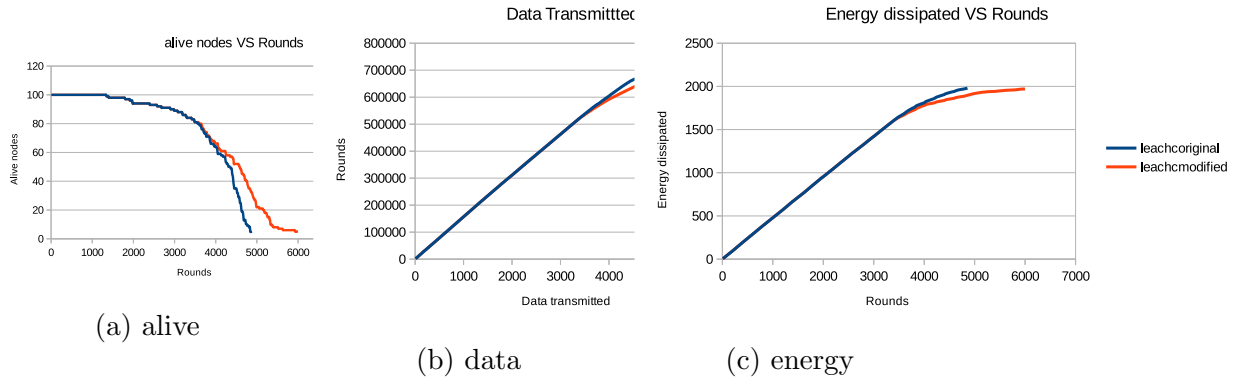 alive nodes VS Rounds
Alive nodes
120
100
80
60
40
20
0
0 1000 2000 3000 4000 5000 6000
Rounds
(a) alive
Data Transmittted
Rounds
800000
700000
600000
500000
400000
300000
200000
100000
0
0 1000 2000 3000 4000
Data transmitted
(b) data
Energy dissipated VS Rounds
Energy dissipated
2500
2000
1500
1000
500
0
0 1000 2000 3000 4000 5000 6000 7000
Rounds
leachcoriginal
leachcmodified
(c) energy